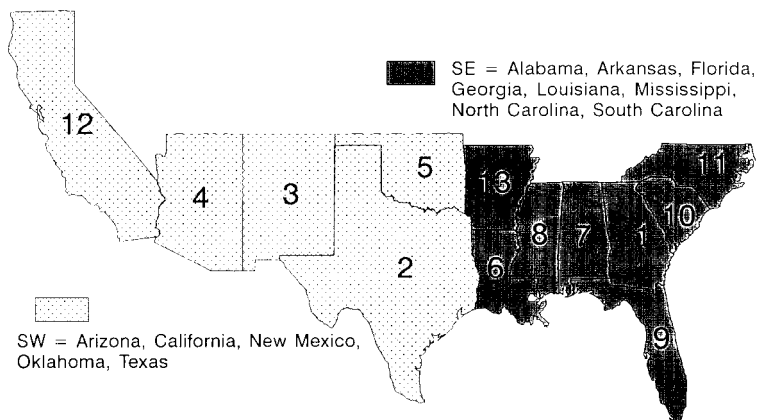 SE = Alabama, Arkansas, Florida,
Georgia, Louisiana, Mississippi,
North Carolina, South Carolina
12
4
3
5
2
13
11
10
8
7
1
6
9
SW = Arizona, California, New Mexico,
Oklahoma, Texas